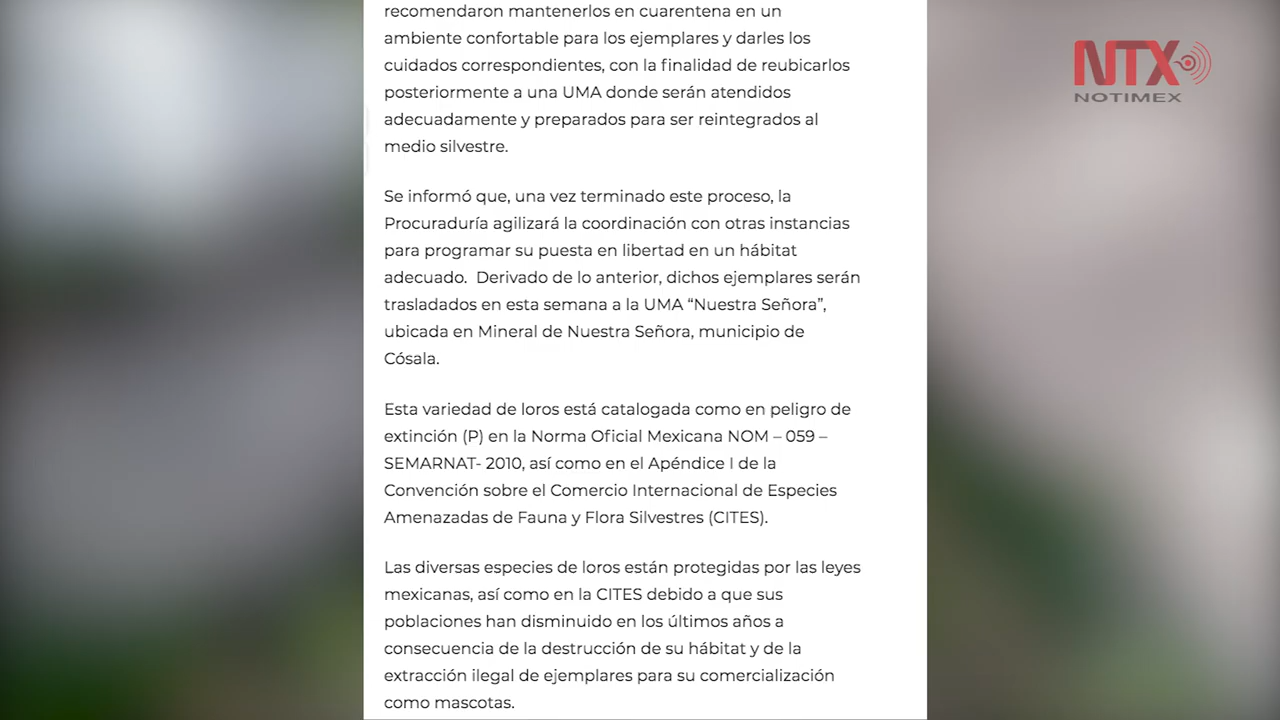 recomendaron mantenerlos en cuarentena en un
ambiente confortable para los ejemplares y darles los
cuidados correspondientes, con la finalidad de reubicarlos
posteriormente a una UMA donde serán atendidos
adecuadamente y preparados para ser reintegrados al
medio silvestre.
Se informó que, una vez terminado este proceso, la
Procuraduría agilizará la coordinación con otras instancias
para programar su puesta en libertad en un hábitat
adecuado.  Derivado de lo anterior, dichos ejemplares serán
trasladados en esta semana a la UMA “Nuestra Señora”,
ubicada en Mineral de Nuestra Señora, municipio de
Cósala.
Esta variedad de loros está catalogada como en peligro de
extinción (P) en la Norma Oficial Mexicana NOM – 059 –
SEMARNAT- 2010, así como en el Apéndice I de la
Convención sobre el Comercio Internacional de Especies
Amenazadas de Fauna y Flora Silvestres (CITES).
Las diversas especies de loros están protegidas por las leyes
mexicanas, así como en la CITES debido a que sus
poblaciones han disminuido en los últimos años a
consecuencia de la destrucción de su hábitat y de la
extracción ilegal de ejemplares para su comercialización
como mascotas.
NTX
NOTIMEX